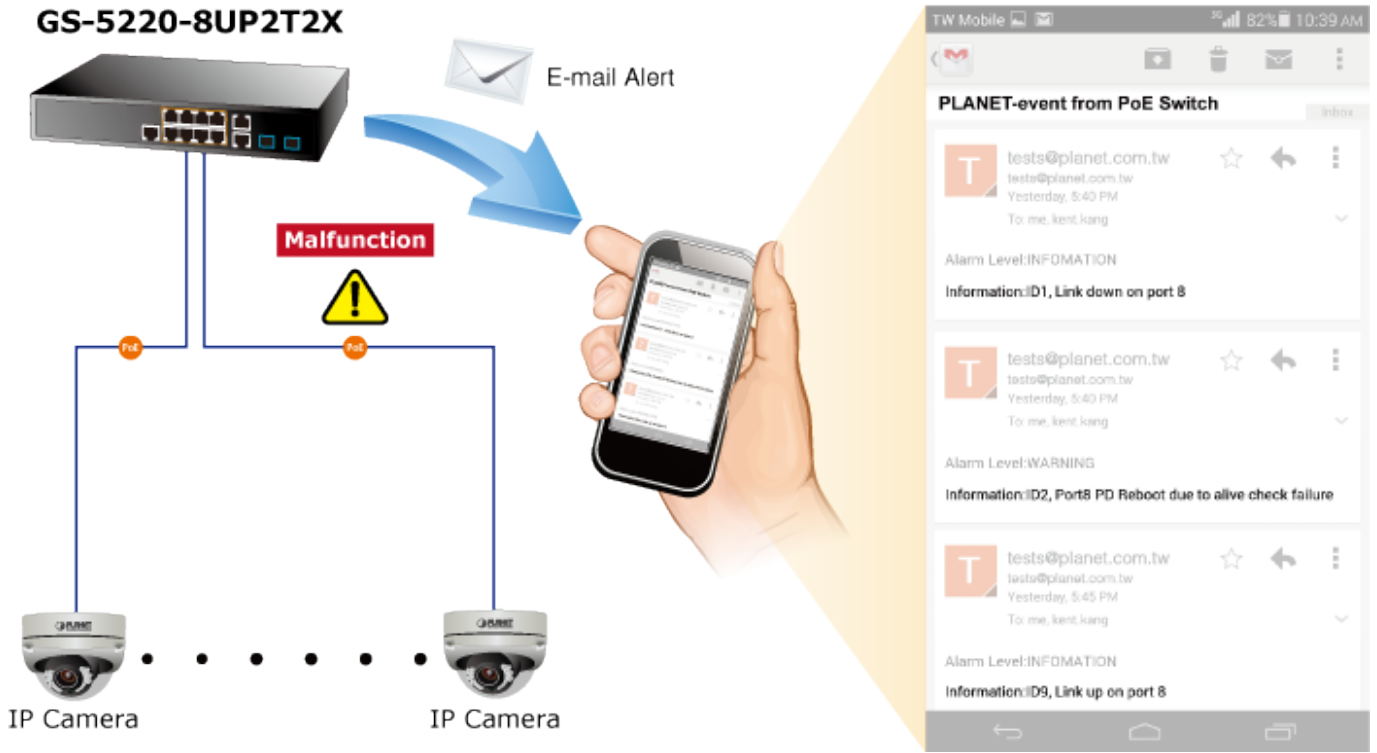 GS-5220-8UP2T2X
E-mail Alert
Malfunction
PoE
PoE
PLANET
PLANET
IP Camera
IP Camera
TW Mobile
3G 82% 10:39 AM
PLANET-event from PoE Switch
Inbox
T
tests@planet.com.tw
tests@planet.com.tw
Yesterday, 5:40 PM
To: me, kent.kang
Alarm Level:INFOMATION
Information:ID1, Link down on port 8
T
tests@planet.com.tw
tests@planet.com.tw
Yesterday, 5:40 PM
To: me, kent.kang
Alarm Level:WARNING
Information:ID2, Port8 PD Reboot due to alive check failure
T
tests@planet.com.tw
tests@planet.com.tw
Yesterday, 5:45 PM
To: me, kent.kang
Alarm Level:INFOMATION
Information:ID9, Link up on port 8